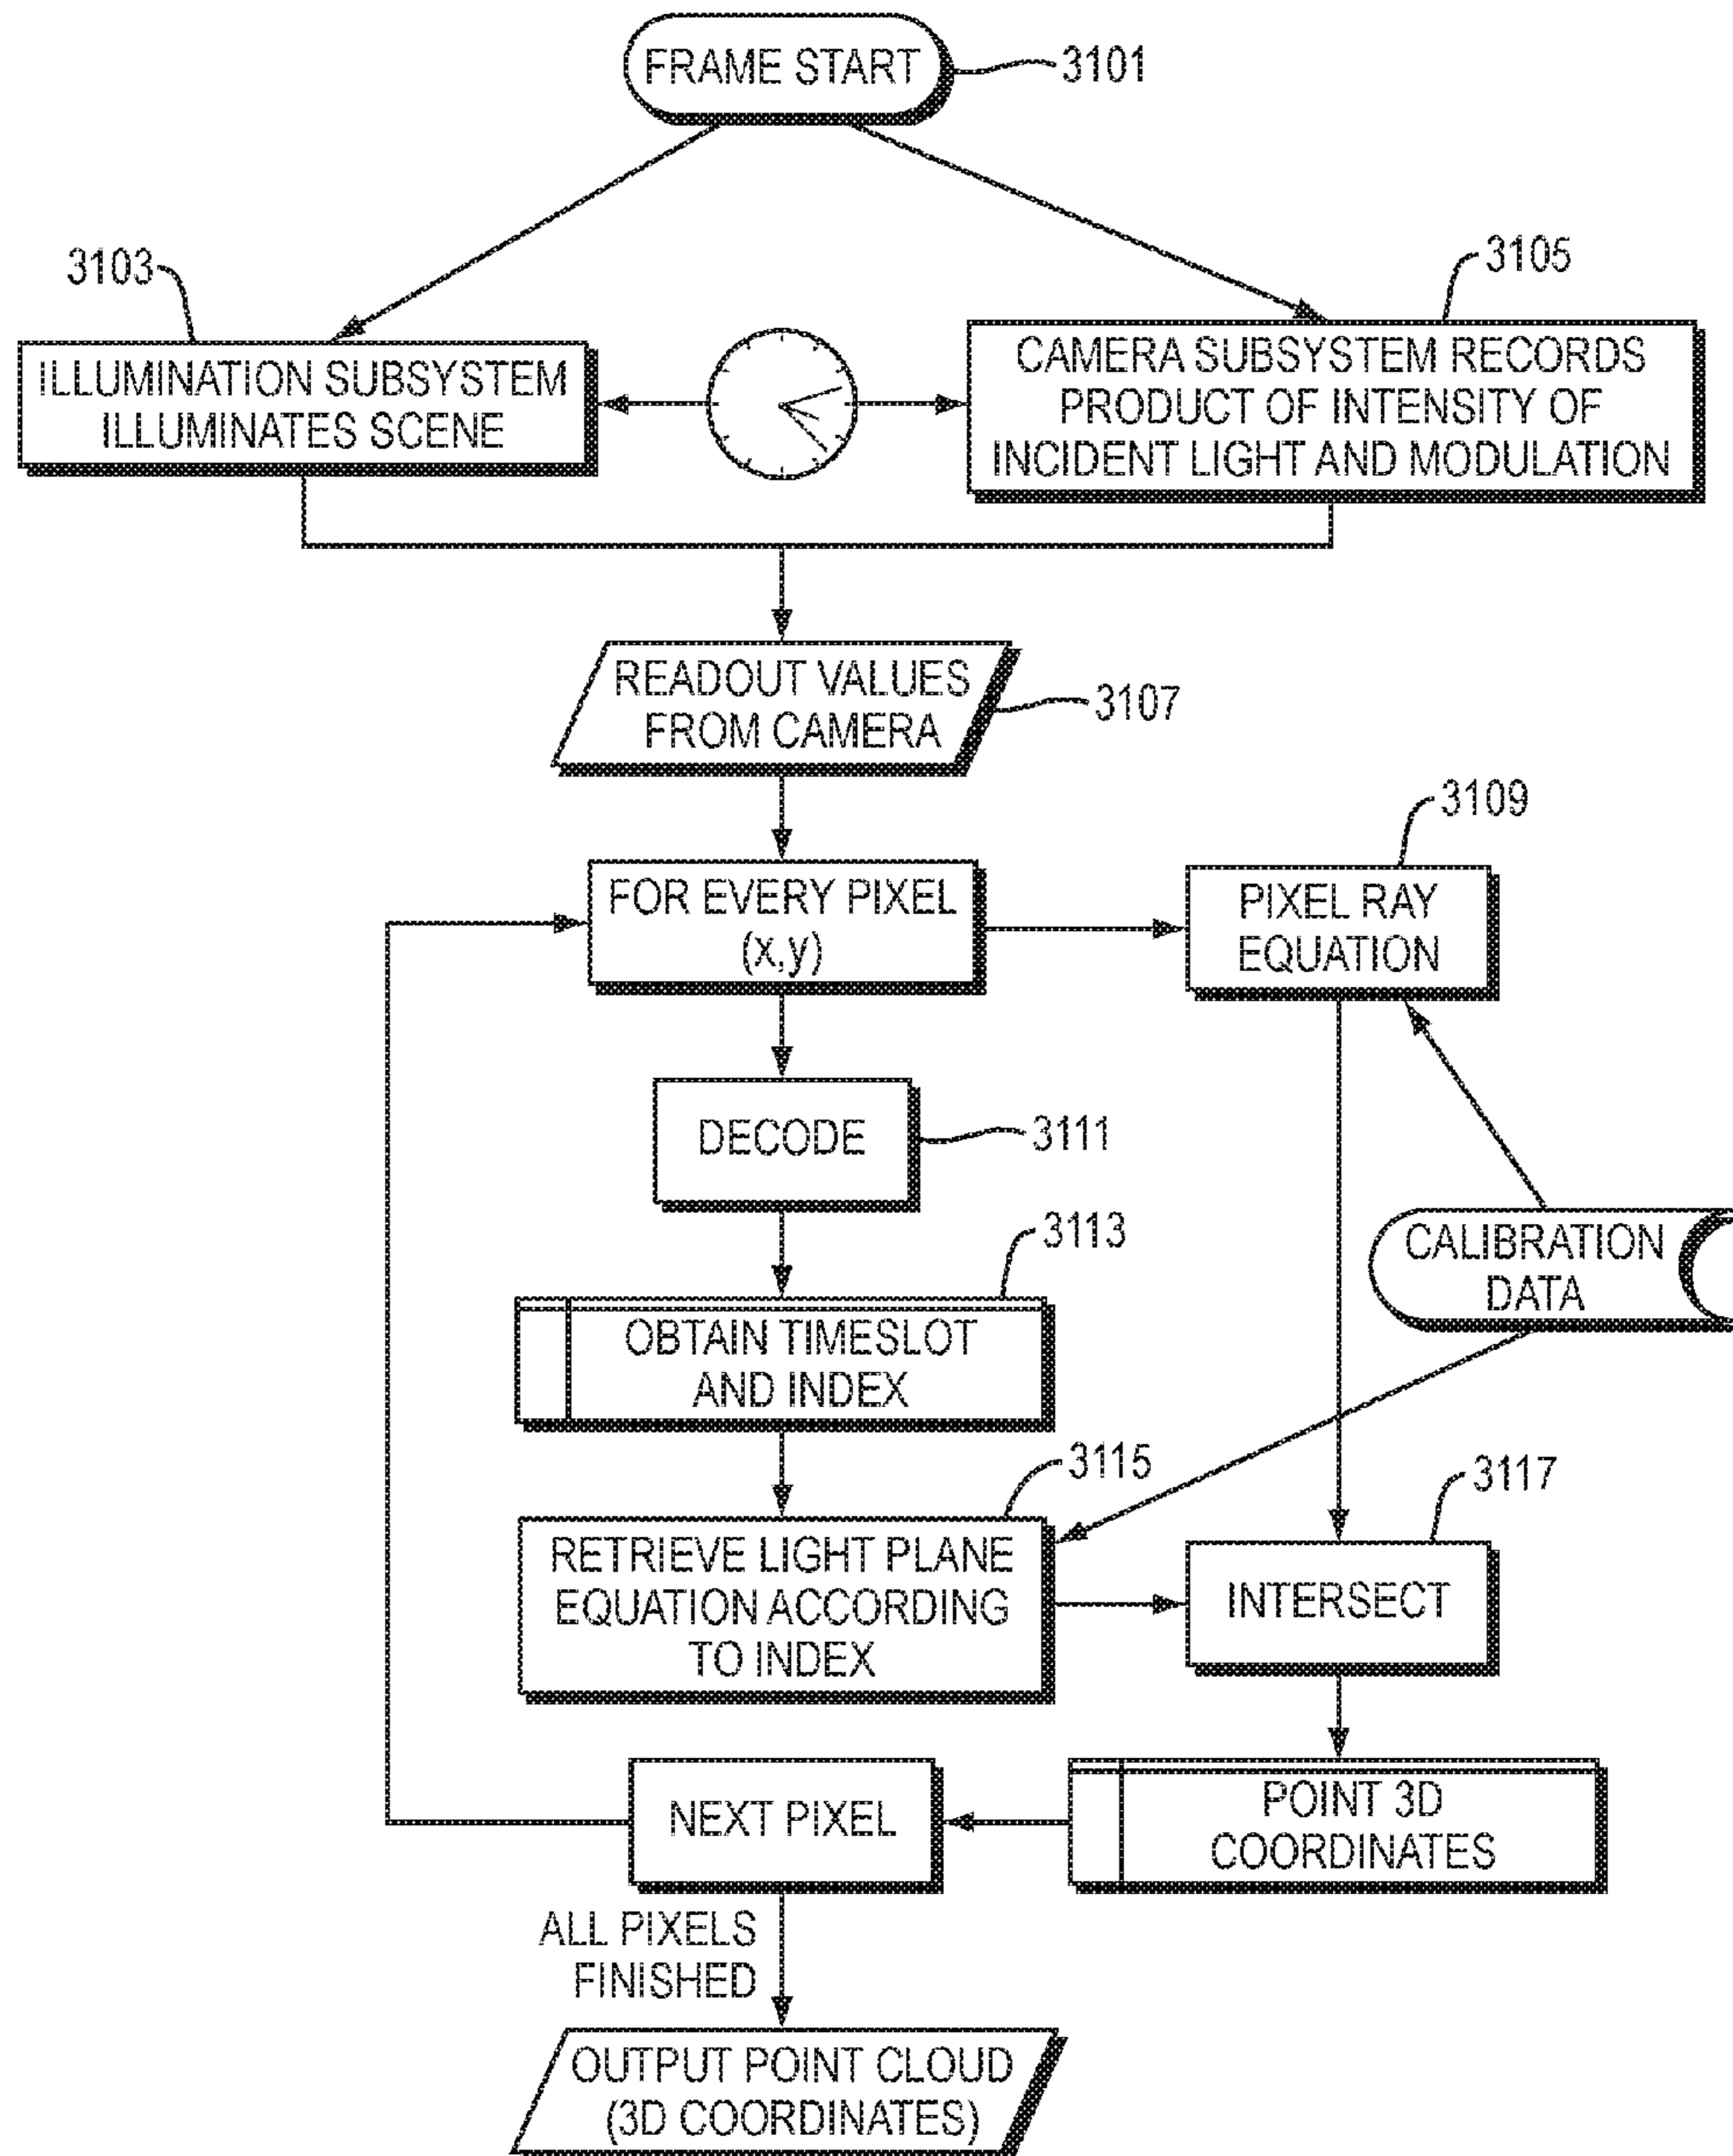 FRAME START
3101
3103
3105
ILLUMINATION SUBSYSTEM
ILLUMINATES SCENE
CAMERA SUBSYSTEM RECORDS
PRODUCT OF INTENSITY OF
INCIDENT LIGHT AND MODULATION
READOUT VALUES
FROM CAMERA
3107
3109
FOR EVERY PIXEL
(x,y)
PIXEL RAY
EQUATION
DECODE
3111
3113
CALIBRATION
DATA
OBTAIN TIMESLOT
AND INDEX
3115
3117
RETRIEVE LIGHT PLANE
EQUATION ACCORDING
TO INDEX
INTERSECT
NEXT PIXEL
POINT 3D
COORDINATES
ALL PIXELS
FINISHED
OUTPUT POINT CLOUD
(3D COORDINATES)